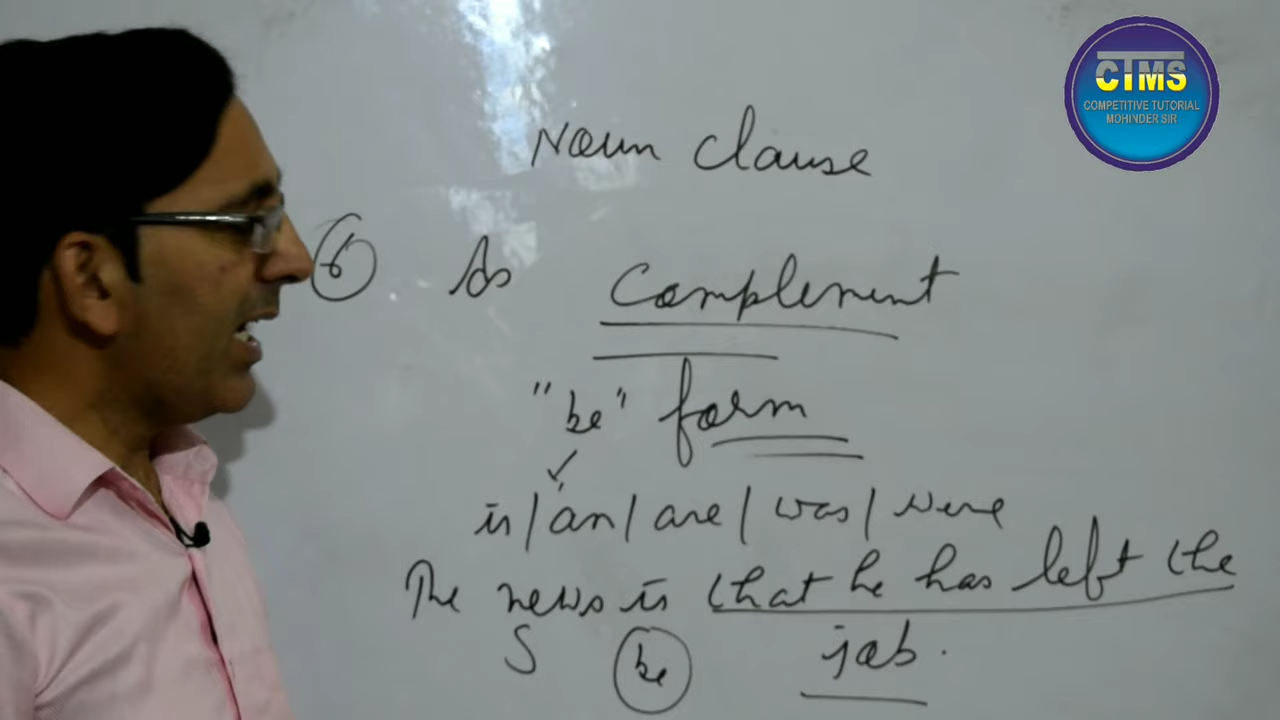 CTMS
COMPETITIVE TUTORIAL
MOHINDER SIR
Noun Clause
6 As Complement
"be" form
is/am/are/was/were
The news is that he has left the
job.
S be